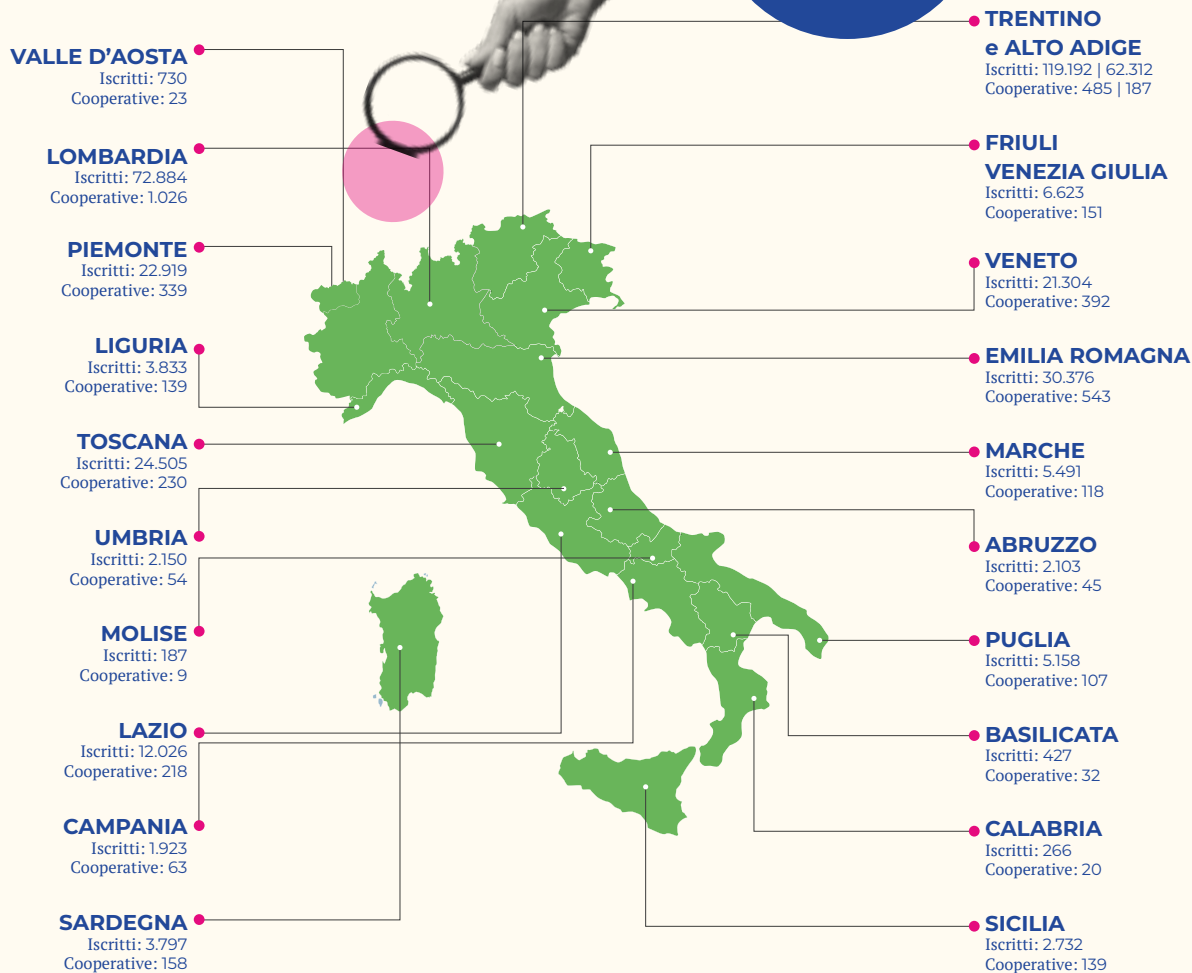 VALLE D'AOSTA
Iscritti: 730
Cooperative: 23
LOMBARDIA
Iscritti: 72.884
Cooperative: 1.026
PIEMONTE
Iscritti: 22.919
Cooperative: 339
LIGURIA
Iscritti: 3.833
Cooperative: 139
TOSCANA
Iscritti: 24.505
Cooperative: 230
UMBRIA
Iscritti: 2.150
Cooperative: 54
MOLISE
Iscritti: 187
Cooperative: 9
LAZIO
Iscritti: 12.026
Cooperative: 218
CAMPANIA
Iscritti: 1.923
Cooperative: 63
SARDEGNA
Iscritti: 3.797
Cooperative: 158
TRENTINO
e ALTO ADIGE
Iscritti: 119.192 | 62.312
Cooperative: 485 | 187
FRIULI
VENEZIA GIULIA
Iscritti: 6.623
Cooperative: 151
VENETO
Iscritti: 21.304
Cooperative: 392
EMILIA ROMAGNA
Iscritti: 30.376
Cooperative: 543
MARCHE
Iscritti: 5.491
Cooperative: 118
ABRUZZO
Iscritti: 2.103
Cooperative: 45
PUGLIA
Iscritti: 5.158
Cooperative: 107
BASILICATA
Iscritti: 427
Cooperative: 32
CALABRIA
Iscritti: 266
Cooperative: 20
SICILIA
Iscritti: 2.732
Cooperative: 139